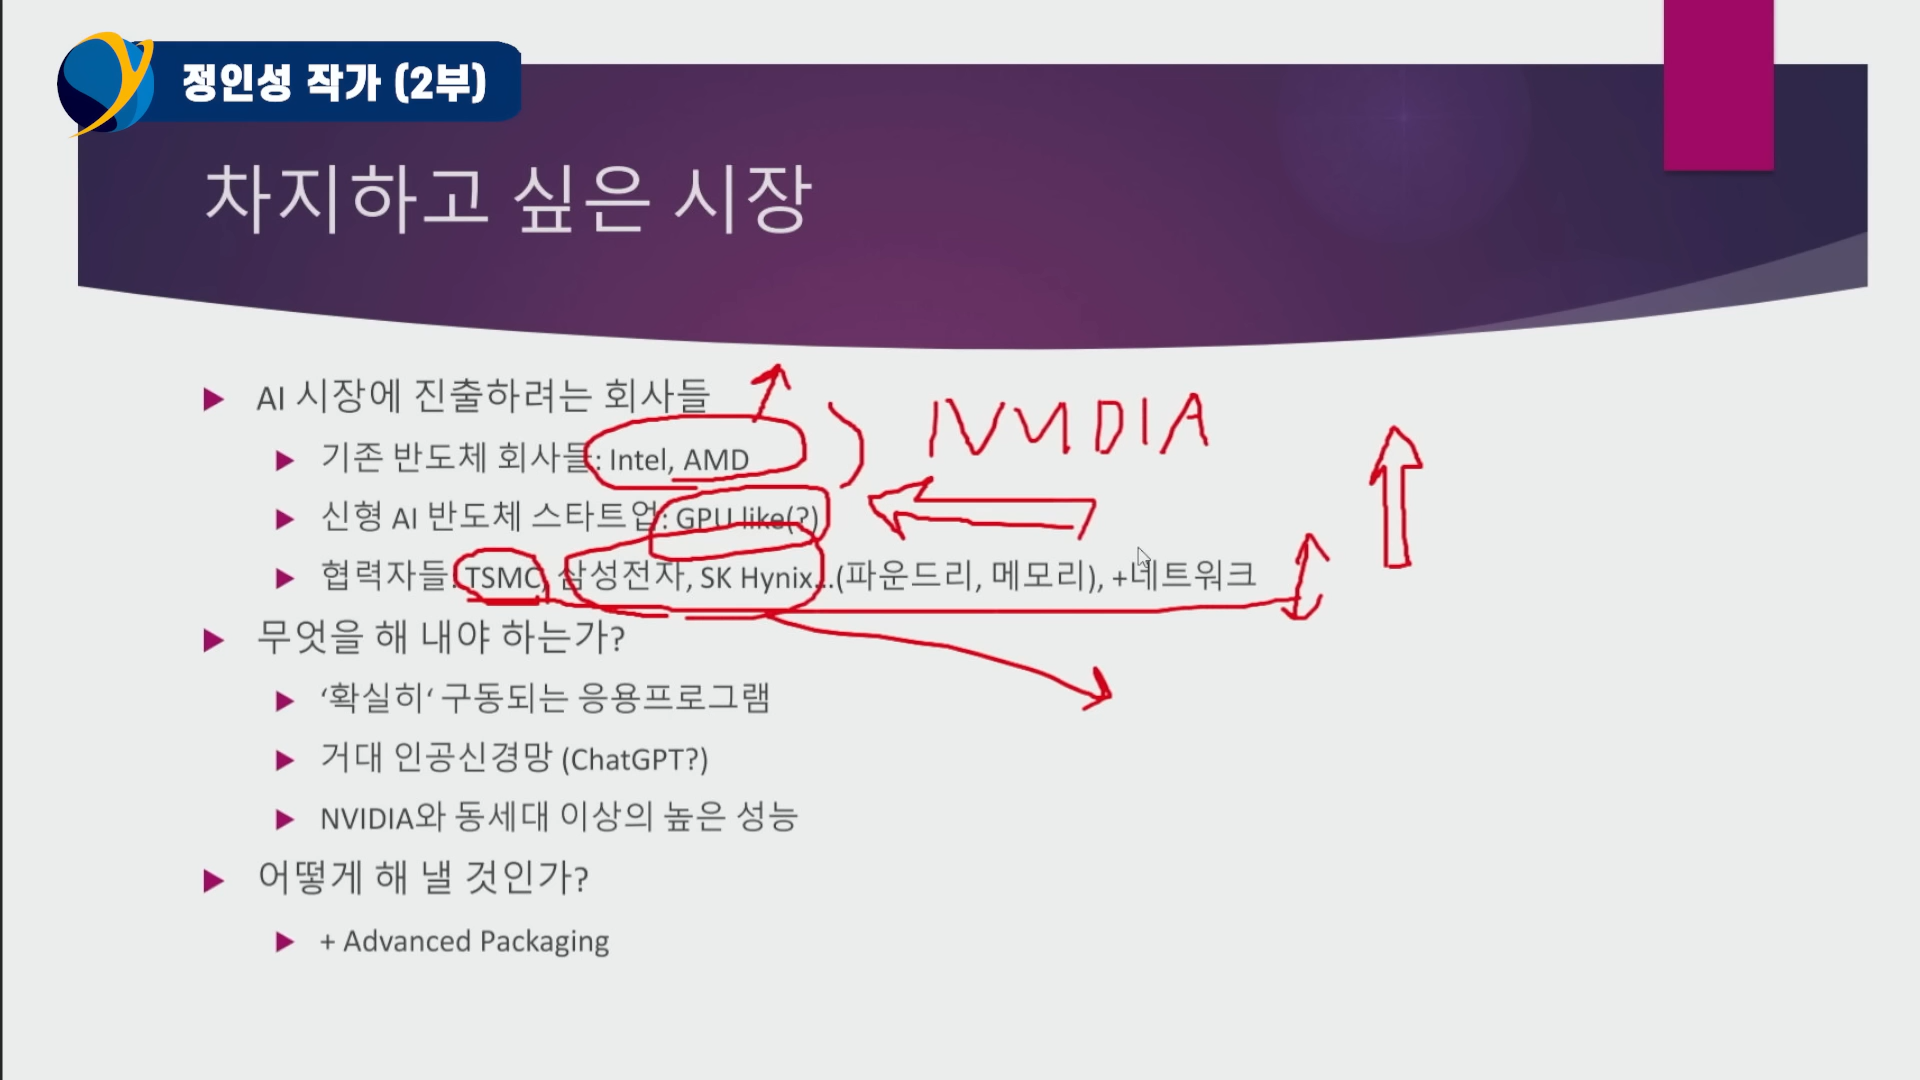 정인성 작가 (2부)
차지하고 싶은 시장
AI 시장에 진출하려는 회사들
NVIDIA
기존 반도체 회사들: Intel, AMD
신형 AI 반도체 스타트업: GPU like(?)
협력자들: TSMC, 삼성전자, SK Hynix…(파운드리, 메모리), +네트워크
무엇을 해 내야 하는가?
‘확실히‘ 구동되는 응용프로그램
거대 인공신경망 (ChatGPT?)
NVIDIA와 동세대 이상의 높은 성능
어떻게 해 낼 것인가?
+ Advanced Packaging